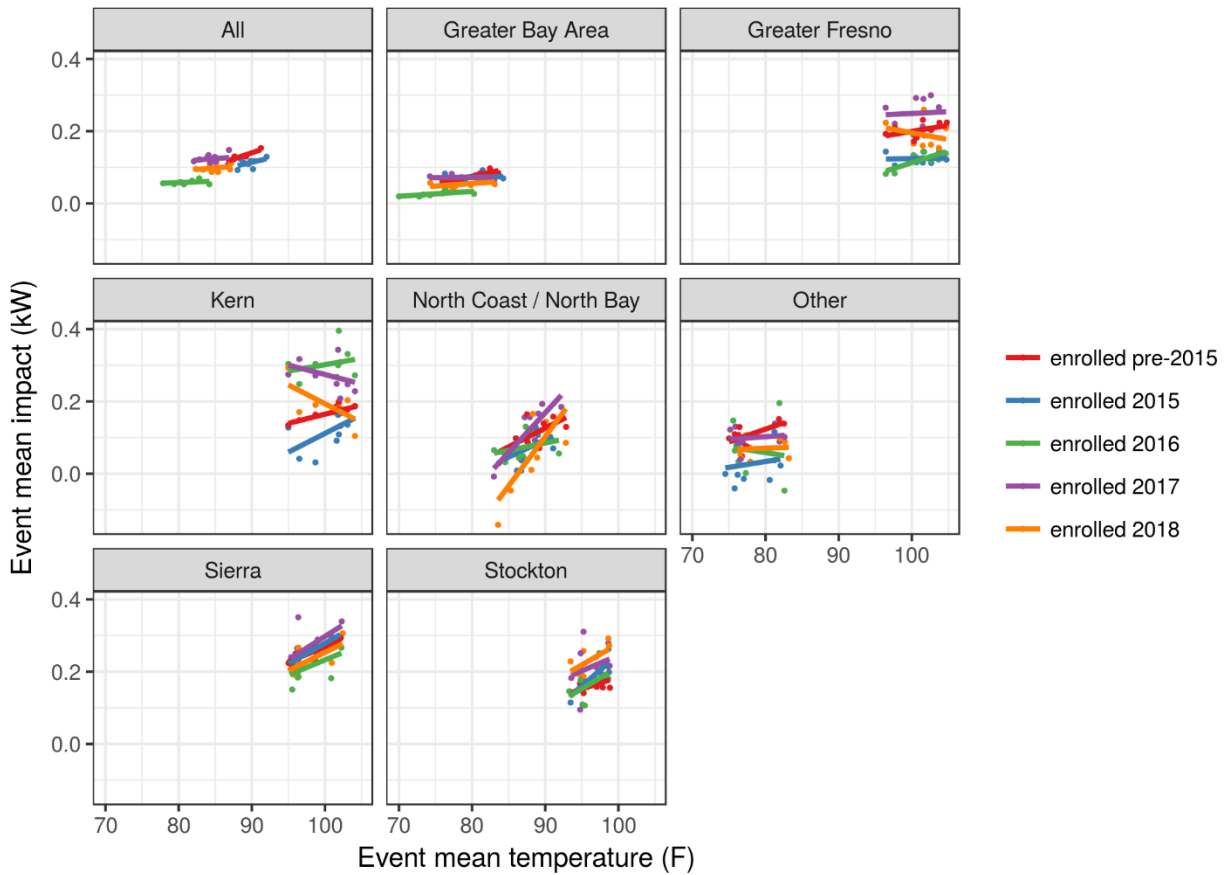 All
Greater Bay Area
Greater Fresno
0.4
0.2
0.0
Kern
North Coast / North Bay
Other
0.4
0.2
0.0
70 80 90 100
Sierra
Stockton
0.4
0.2
0.0
70 80 90 100
70 80 90 100
Event mean temperature (F)
Event mean impact (kW)
enrolled pre-2015
enrolled 2015
enrolled 2016
enrolled 2017
enrolled 2018